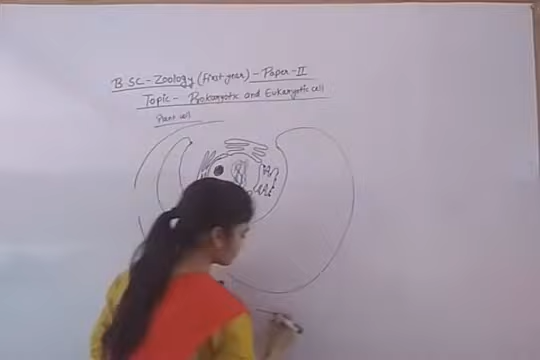 B.SC - Zoology (First year) - Paper - II
Topic - Prokaryotic and Eukaryotic cell
Plant cell